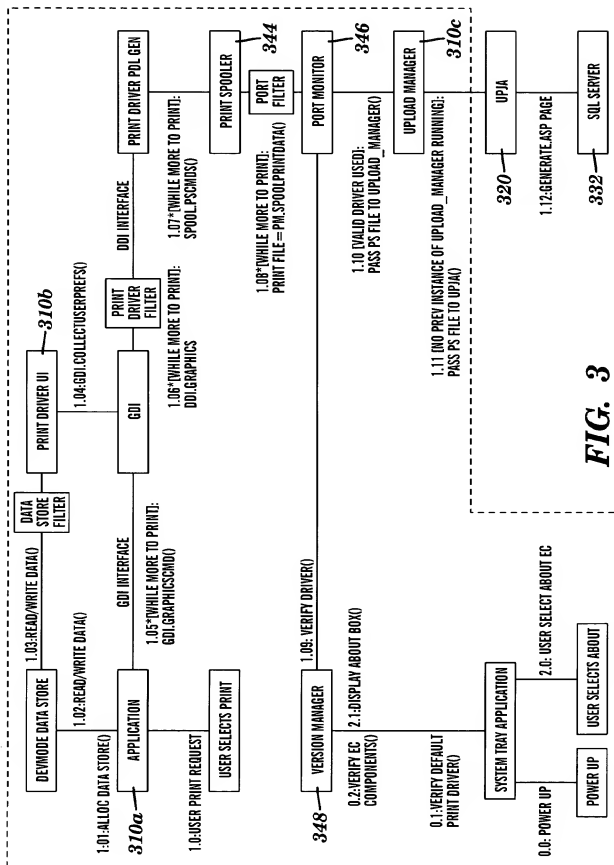 DEVMODE DATA STORE
1.03:READ/WRITE DATA()
DATA
STORE
FILTER
PRINT DRIVER UI
310b
1:01:ALLOC DATA STORE()
1.02:READ/WRITE DATA()
1.04:GDI.COLLECTUSERPREFS()
APPLICATION
310a
GDI INTERFACE
1.05*[WHILE MORE TO PRINT]:
GDI.GRAPHICSCMD()
GDI
PRINT
DRIVER
FILTER
DDI INTERFACE
1.06*[WHILE MORE TO PRINT]:
DDI.GRAPHICS
PRINT DRIVER PDL GEN
1.0:USER PRINT REQUEST
USER SELECTS PRINT
1.07*[WHILE MORE TO PRINT]:
SPOOL.PSCMDS()
PRINT SPOOLER
344
1.08*[WHILE MORE TO PRINT]:
PRINT FILE=PM.SPOOLPRINTDATA()
PORT
FILTER
VERSION MANAGER
348
1.09: VERIFY DRIVER()
PORT MONITOR
346
0.2:VERIFY EC
COMPONENTS()
2.1:DISPLAY ABOUT BOX()
1.10 [VALID DRIVER USED]:
PASS PS FILE TO UPLOAD_MANAGER()
UPLOAD MANAGER
310c
0.1:VERIFY DEFAULT
PRINT DRIVER()
1.11 [NO PREV INSTANCE OF UPLOAD_MANAGER RUNNING]:
PASS PS FILE TO UPJA()
SYSTEM TRAY APPLICATION
UPJA
320
0.0: POWER UP
2.0: USER SELECT ABOUT EC
1.12:GENERATE.ASP PAGE
POWER UP
USER SELECTS ABOUT
SQL SERVER
332
FIG. 3